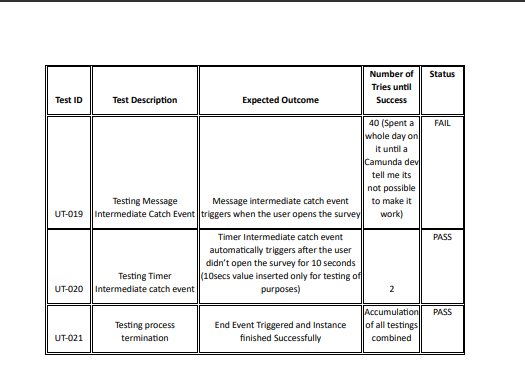 Test ID
Test Description
Expected Outcome
Number of
Tries until
Success
Status
UT-019
Testing Message
Intermediate Catch Event
Message intermediate catch event
triggers when the user opens the survey
40 (Spent a
whole day on
it until a
Camunda dev
tell me its
not possible
to make it
work)
FAIL
UT-020
Testing Timer
Intermediate catch event
Timer Intermediate catch event
automatically triggers after the user
didn't open the survey for 10 seconds
(10secs value inserted only for testing of
purposes)
2
PASS
UT-021
Testing process
termination
End Event Triggered and Instance
finished Successfully
Accumulation
of all testings
combined
PASS